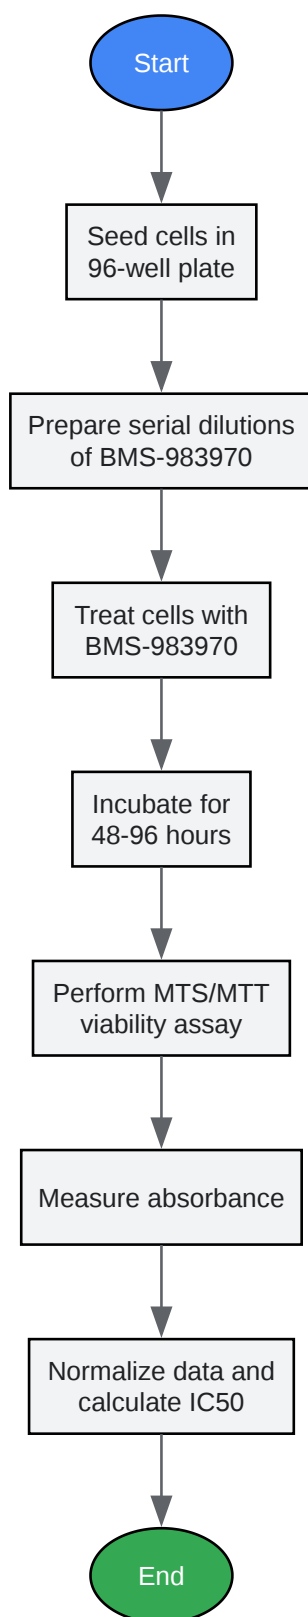 Start
Seed cells in
96-well plate
Prepare serial dilutions
of BMS-983970
Treat cells with
BMS-983970
Incubate for
48-96 hours
Perform MTS/MTT
viability assay
Measure absorbance
Normalize data and
calculate IC50
End